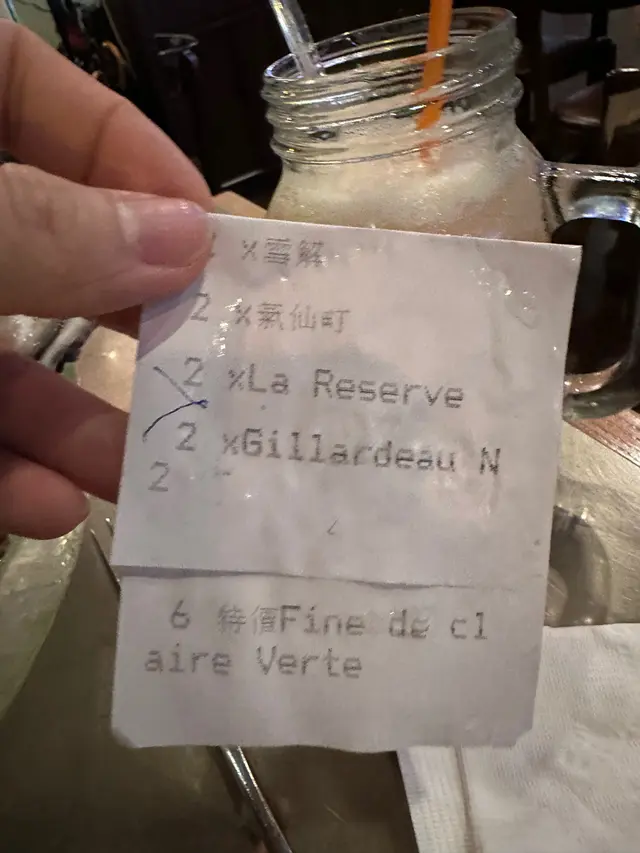 x雪解
2 x氣仙町
2 xLa Reserve
2 xGillardeau N
2 -
6 特價Fine de cl
aire Verte